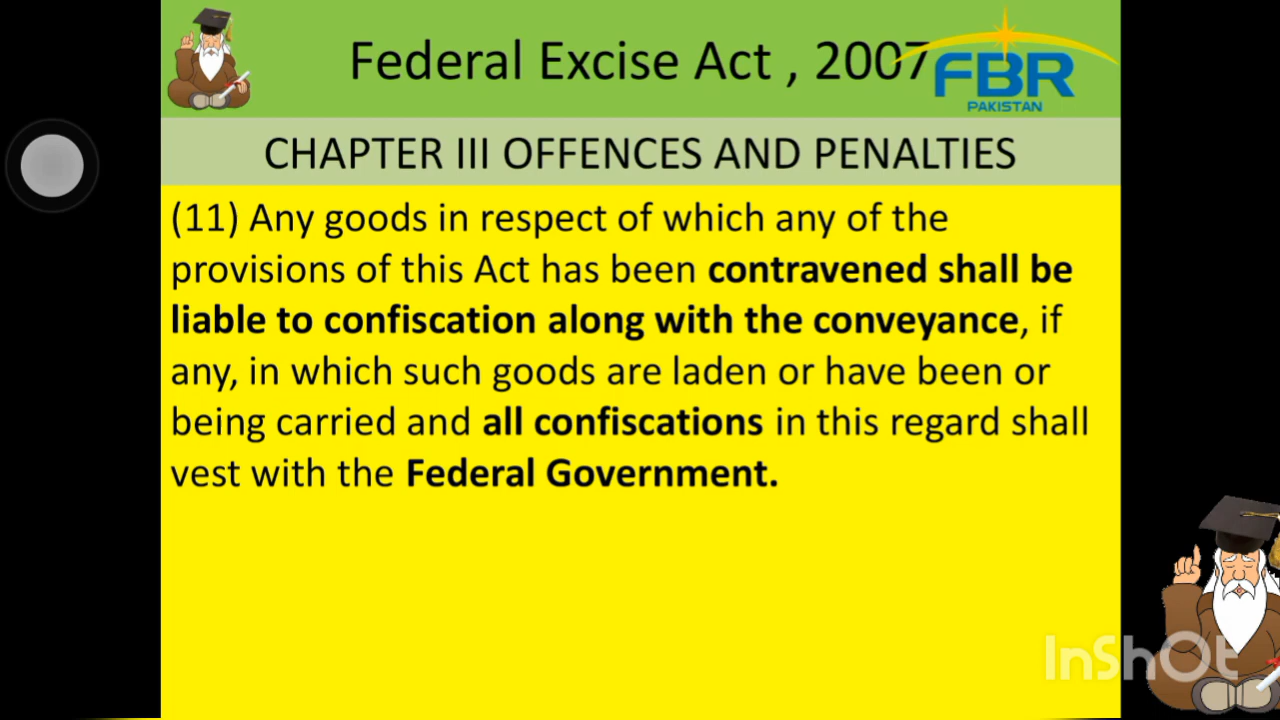 Federal Excise Act , 2007
FBR
PAKISTAN
CHAPTER III OFFENCES AND PENALTIES
(11) Any goods in respect of which any of the
provisions of this Act has been contravened shall be
liable to confiscation along with the conveyance, if
any, in which such goods are laden or have been or
being carried and all confiscations in this regard shall
vest with the Federal Government.
InShOt